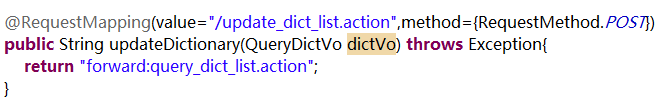 @RequestMapping(value="/update_dict_list.action",method={RequestMethod.POST})
public String updateDictionary(QueryDictVo dictVo) throws Exception{
return "forward:query_dict_list.action";
}